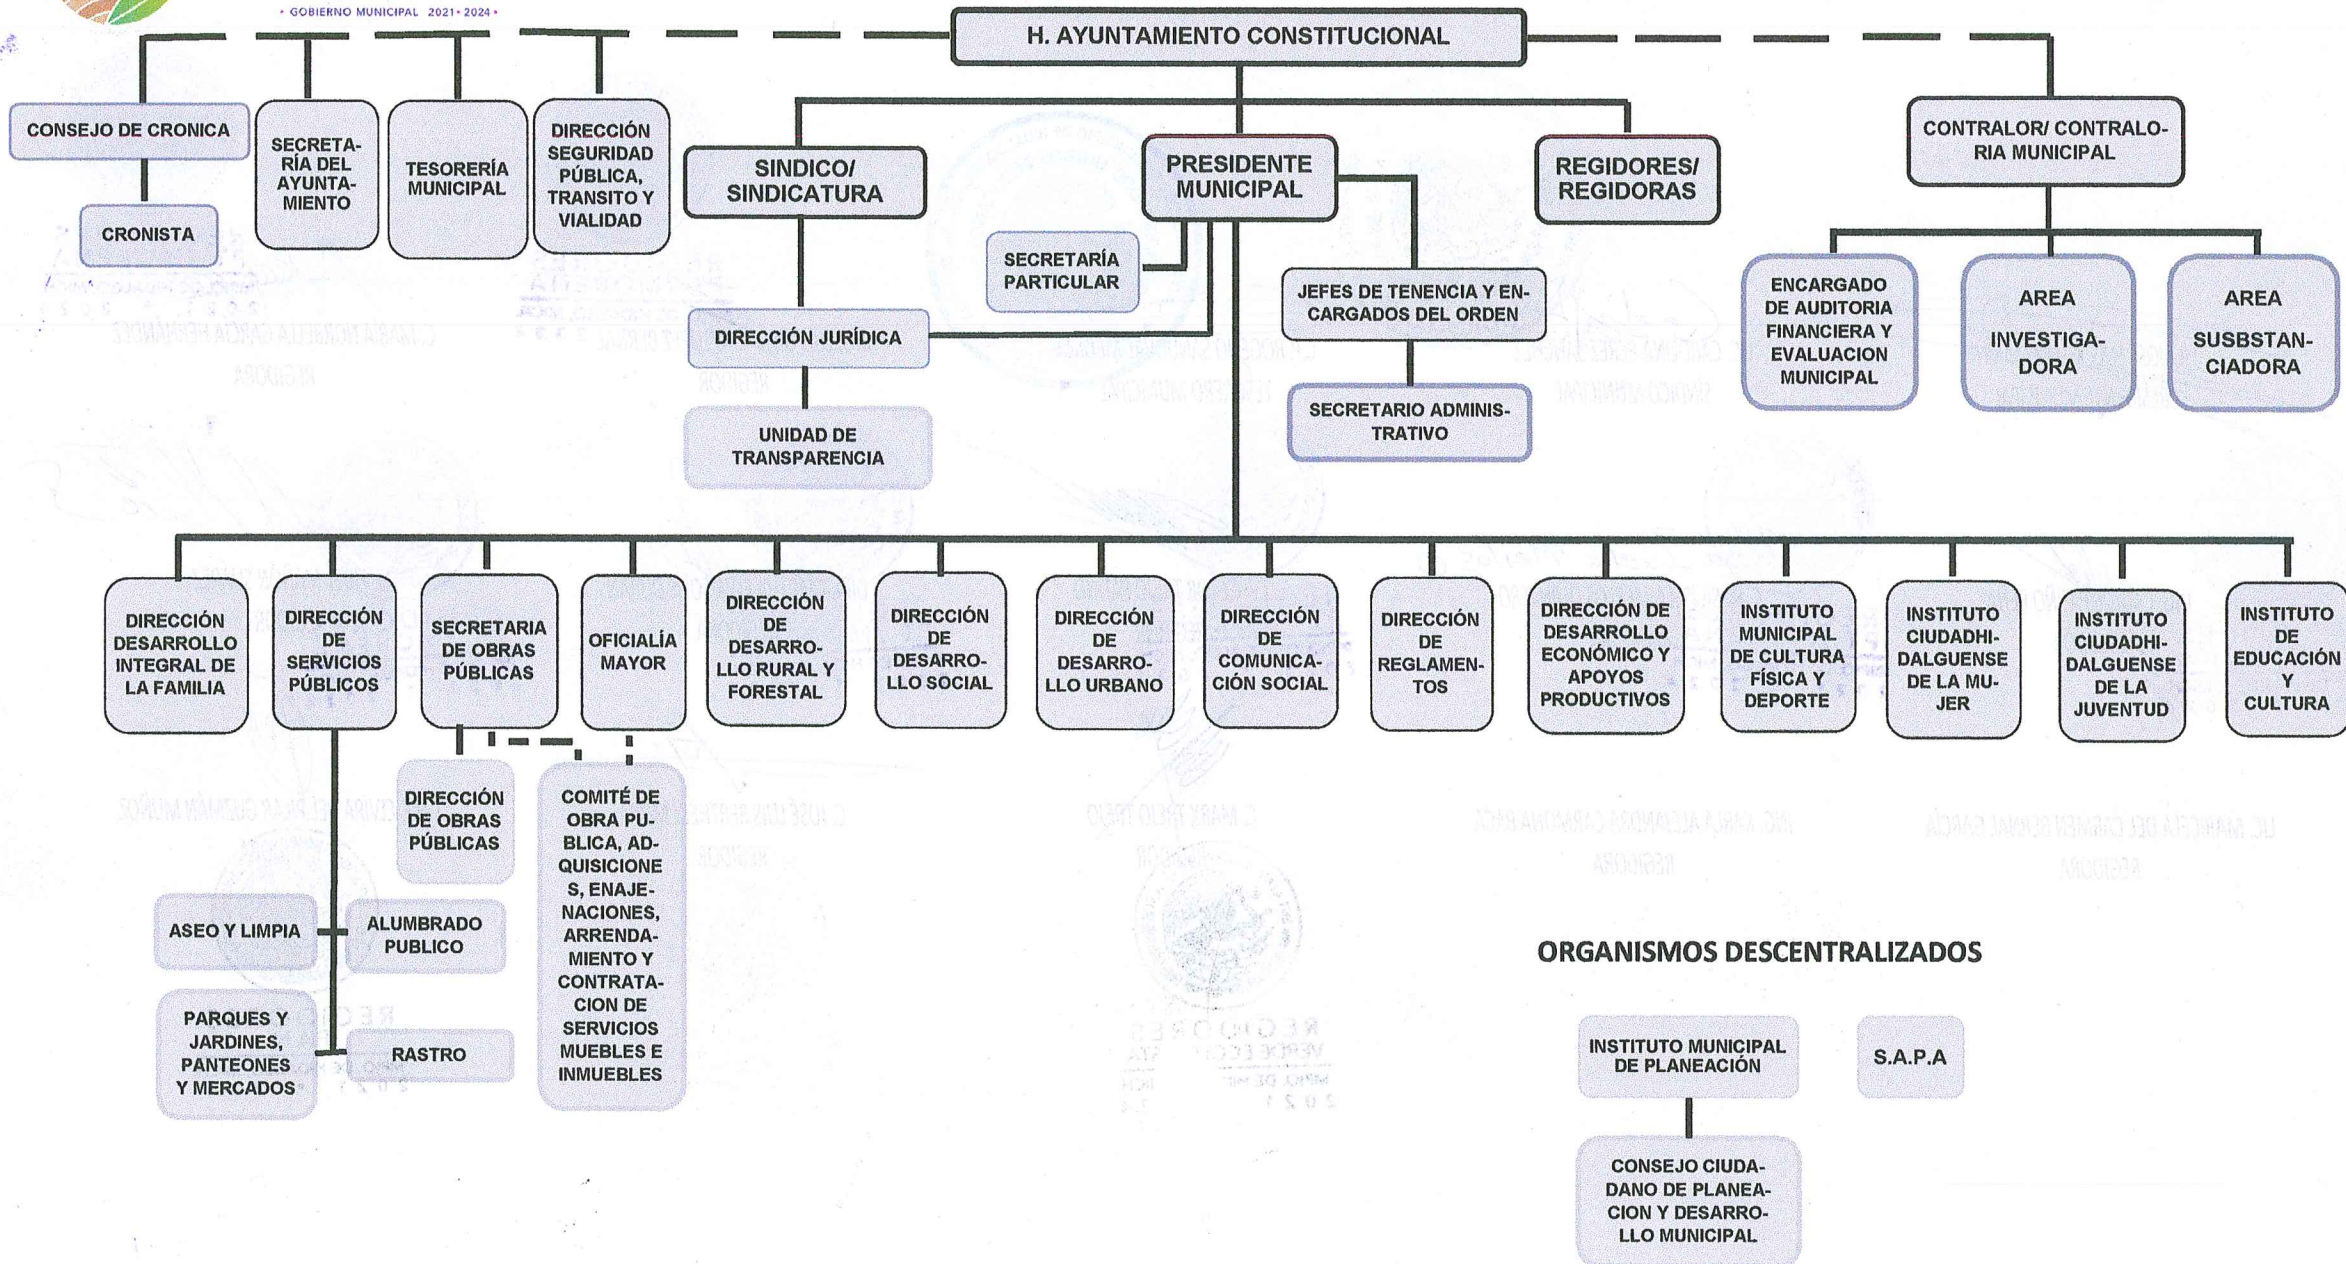 • GOBIERNO MUNICIPAL 2021 • 2024 •
H. AYUNTAMIENTO CONSTITUCIONAL
CONSEJO DE CRONICA
CRONISTA
SECRETA-
RÍA DEL
AYUNTA-
MIENTO
TESORERÍA
MUNICIPAL
DIRECCIÓN
SEGURIDAD
PÚBLICA,
TRANSITO Y
VIALIDAD
SINDICO/
SINDICATURA
PRESIDENTE
MUNICIPAL
REGIDORES/
REGIDORAS
CONTRALOR/ CONTRALO-
RIA MUNICIPAL
SECRETARÍA
PARTICULAR
JEFES DE TENENCIA Y EN-
CARGADOS DEL ORDEN
DIRECCIÓN JURÍDICA
SECRETARIO ADMINIS-
TRATIVO
UNIDAD DE
TRANSPARENCIA
ENCARGADO
DE AUDITORIA
FINANCIERA Y
EVALUACION
MUNICIPAL
AREA
INVESTIGA-
DORA
AREA
SUSBSTAN-
CIADORA
DIRECCIÓN
DESARROLLO
INTEGRAL DE
LA FAMILIA
DIRECCIÓN
DE
SERVICIOS
PÚBLICOS
SECRETARIA
DE OBRAS
PÚBLICAS
OFICIALÍA
MAYOR
DIRECCIÓN
DE
DESARRO-
LLO RURAL Y
FORESTAL
DIRECCIÓN
DE
DESARRO-
LLO SOCIAL
DIRECCIÓN
DE
DESARRO-
LLO URBANO
DIRECCIÓN
DE
COMUNICA-
CIÓN SOCIAL
DIRECCIÓN
DE
REGLAMEN-
TOS
DIRECCIÓN DE
DESARROLLO
ECONÓMICO Y
APOYOS
PRODUCTIVOS
INSTITUTO
MUNICIPAL
DE CULTURA
FÍSICA Y
DEPORTE
INSTITUTO
CIUDADHI-
DALGUENSE
DE LA MU-
JER
INSTITUTO
CIUDADHI-
DALGUENSE
DE LA
JUVENTUD
INSTITUTO
DE
EDUCACIÓN
Y
CULTURA
DIRECCIÓN
DE OBRAS
PÚBLICAS
COMITÉ DE
OBRA PU-
BLICA, AD-
QUISICIONE
S, ENAJE-
NACIONES,
ARRENDA-
MIENTO Y
CONTRATA-
CION DE
SERVICIOS
MUEBLES E
INMUEBLES
ASEO Y LIMPIA
ALUMBRADO
PUBLICO
PARQUES Y
JARDINES,
PANTEONES
Y MERCADOS
RASTRO
ORGANISMOS DESCENTRALIZADOS
INSTITUTO MUNICIPAL
DE PLANEACIÓN
S.A.P.A
CONSEJO CIUDA-
DANO DE PLANEA-
CION Y DESARRO-
LLO MUNICIPAL